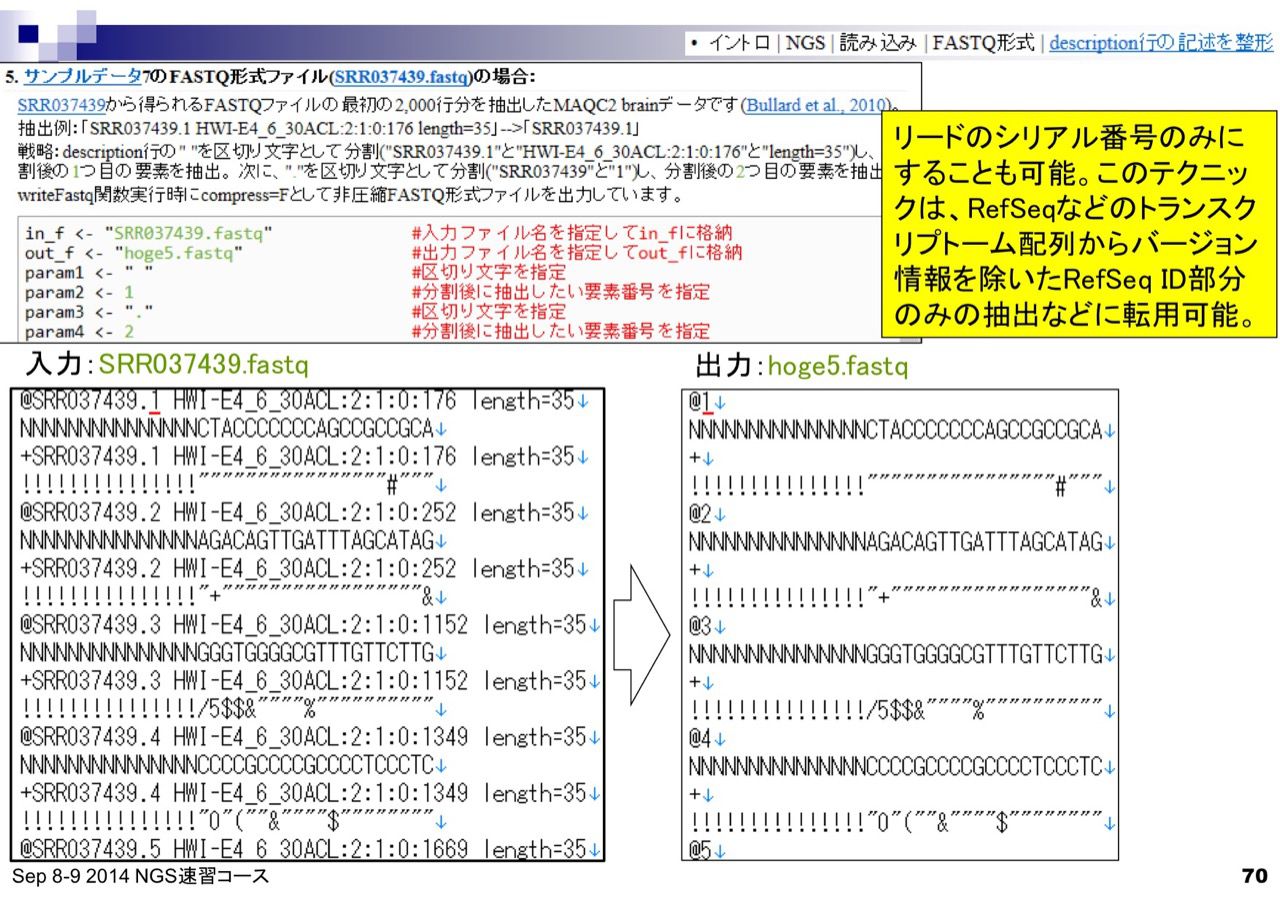 • イントロ | NGS | 読み込み | FASTQ形式 | description行の記述を整形
5. サンプルデータ7のFASTQ形式ファイル(SRR037439.fastq)の場合:
SRR037439から得られるFASTQファイルの最初の2,000行分を抽出したMAQC2 brainデータです(Bullard et al., 2010)。
抽出例:「SRR037439.1 HWI-E4_6_30ACL:2:1:0:176 length=35」-->「SRR037439.1」
戦略: description行の" "を区切り文字として分割("SRR037439.1"と"HWI-E4_6_30ACL:2:1:0:176"と"length=35")し、
割後の1つ目の要素を抽出。次に、"."を区切り文字として分割("SRR037439"と"1")し、分割後の2つ目の要素を抽出
writeFastq関数実行時にcompress=Fとして非圧縮FASTQ形式ファイルを出力しています。
リードのシリアル番号のみに
することも可能。このテクニッ
クは、RefSeqなどのトランスク
リプトーム配列からバージョン
情報を除いたRefSeq ID部分
のみの抽出などに転用可能。
in_f <- "SRR037439.fastq" #入力ファイル名を指定してin_fに格納
out_f <- "hoge5.fastq" #出力ファイル名を指定してout_fに格納
param1 <- " " #区切り文字を指定
param2 <- 1 #分割後に抽出したい要素番号を指定
param3 <- "." #区切り文字を指定
param4 <- 2 #分割後に抽出したい要素番号を指定
入力:SRR037439.fastq
@SRR037439.1 HWI-E4_6_30ACL:2:1:0:176 length=35↓
NNNNNNNNNNNNNNNCTACCCCCCCAGCCGCCGCA↓
+SRR037439.1 HWI-E4_6_30ACL:2:1:0:176 length=35↓
!!!!!!!!!!!!!!!""""""""""""""""#"""↓
@SRR037439.2 HWI-E4_6_30ACL:2:1:0:252 length=35↓
NNNNNNNNNNNNNNNAGACAGTTGATTTAGCATAG↓
+SRR037439.2 HWI-E4_6_30ACL:2:1:0:252 length=35↓
!!!!!!!!!!!!!!!"+"""""""""""""""""&↓
@SRR037439.3 HWI-E4_6_30ACL:2:1:0:1152 length=35↓
NNNNNNNNNNNNNNNGGGTGGGGCGTTTGTTCTTG↓
+SRR037439.3 HWI-E4_6_30ACL:2:1:0:1152 length=35↓
!!!!!!!!!!!!!!!/5$$&""""%""""""""""↓
@SRR037439.4 HWI-E4_6_30ACL:2:1:0:1349 length=35↓
NNNNNNNNNNNNNNNCCCCGCCCCGCCCCTCCCTC↓
+SRR037439.4 HWI-E4_6_30ACL:2:1:0:1349 length=35↓
!!!!!!!!!!!!!!!"0"(""&""""$""""""""↓
@SRR037439.5 HWI-E4_6_30ACL:2:1:0:1669 length=35↓
出力:hoge5.fastq
@1↓
NNNNNNNNNNNNNNNCTACCCCCCCAGCCGCCGCA↓
+↓
!!!!!!!!!!!!!!!""""""""""""""""#"""↓
@2↓
NNNNNNNNNNNNNNNAGACAGTTGATTTAGCATAG↓
+↓
!!!!!!!!!!!!!!!"+"""""""""""""""""&↓
@3↓
NNNNNNNNNNNNNNNGGGTGGGGCGTTTGTTCTTG↓
+↓
!!!!!!!!!!!!!!!/5$$&""""%""""""""""↓
@4↓
NNNNNNNNNNNNNNNCCCCGCCCCGCCCCTCCCTC↓
+↓
!!!!!!!!!!!!!!!"0"(""&""""$""""""""↓
@5↓
Sep 8-9 2014 NGS速習コース
70